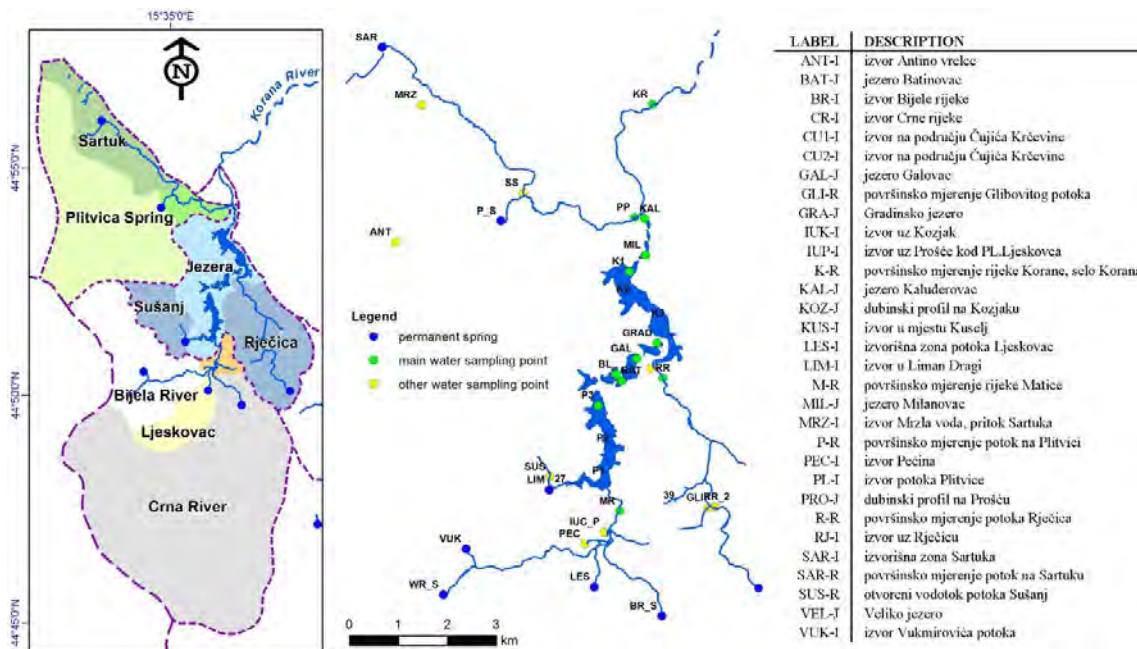 15°35'0"E
N
Korana River
44°55'0"N
44°50'0"N
44°45'0"N
Sartuk
Plitvica Spring
Jezera
Sušanj
Rječica
Bijela River
Ljeskovac
Crna River
SAR
MRZ
KR
SS
P_S
PP
KAL
ANT
MIL
K1
K2
K3
GRAD
GAL
BL
BAT
RR
P3
P2
P1
SUS
LIM
27
39
GLI
RR_2
MR
IUC_P
PEC
VUK
WR_S
LES
BR_S
Legend
permanent spring
main water sampling point
other water sampling point
0 1 2 3
km
LABEL DESCRIPTION
ANT-I izvor Antino vrelce
BAT-J jezero Batinovac
BR-I izvor Bijele rijeke
CR-I izvor Crne rijeke
CU1-I izvor na području Čujića Krčevine
CU2-I izvor na području Čujića Krčevine
GAL-J jezero Galovac
GLI-R površinsko mjerenje Glibovitog potoka
GRA-J Gradinsko jezero
IUK-I izvor uz Kozjak
IUP-I izvor uz Prošće kod PL.Ljeskovca
K-R površinsko mjerenje rijeke Korane, selo Korana
KAL-J jezero Kaluđerovac
KOZ-J dubinski profil na Kozjaku
KUS-I izvor u mjestu Kuselj
LES-I izvorišna zona potoka Ljeskovac
LIM-I izvor u Liman Dragi
M-R površinsko mjerenje rijeke Matice
MIL-J jezero Milanovac
MRZ-I izvor Mrzla voda, pritok Sartuka
P-R površinsko mjerenje potok na Plitvici
PEC-I izvor Pećina
PL-I izvor potoka Plitvice
PRO-J dubinski profil na Prošću
R-R površinsko mjerenje potoka Rječica
RJ-I izvor uz Rječicu
SAR-I izvorišna zona Sartuka
SAR-R površinsko mjerenje potok na Sartuku
SUS-R otvoreni vodotok potoka Sušanj
VEL-J Veliko jezero
VUK-I izvor Vukmirovića potoka